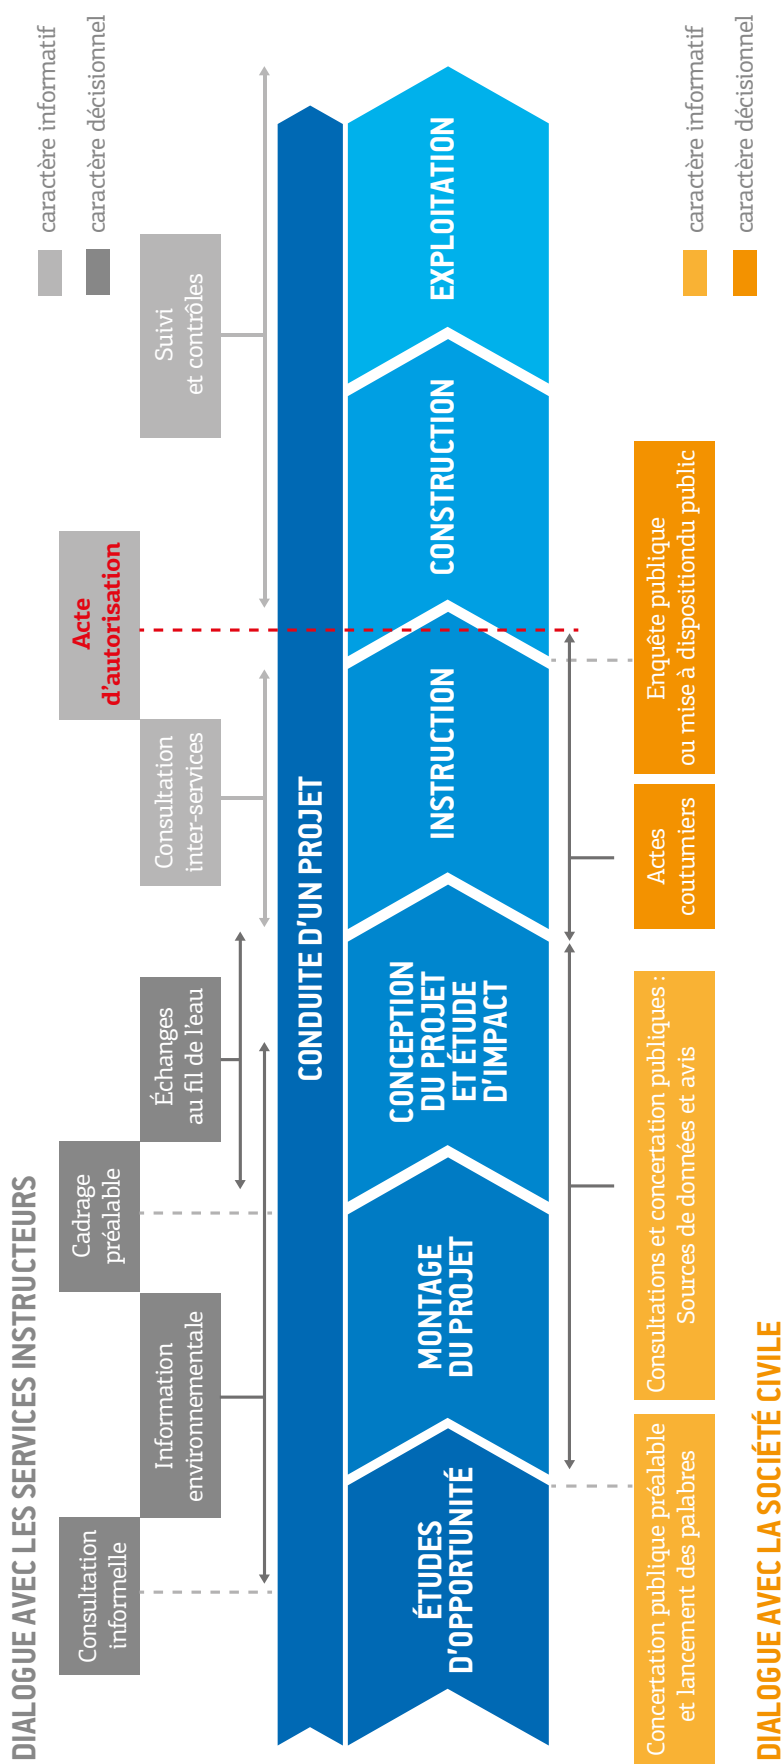 DIALOGUE AVEC LES SERVICES INSTRUCTEURS
caractère informatif
caractère décisionnel
Consultation
informelle
Information
environnementale
Cadrage
préalable
Échanges
au fil de l’eau
Consultation
inter-services
Acte
d’autorisation
Suivi
et contrôles
CONDUITE D’UN PROJET
ÉTUDES
D’OPPORTUNITÉ
MONTAGE
DU PROJET
CONCEPTION
DU PROJET
ET ÉTUDE
D’IMPACT
INSTRUCTION
CONSTRUCTION
EXPLOITATION
Concertation publique préalable
et lancement des palabres
Consultations et concertation publiques :
Sources de données et avis
Actes
coutumiers
Enquête publique
ou mise à dispositiondu public
caractère informatif
caractère décisionnel
DIALOGUE AVEC LA SOCIÉTÉ CIVILE